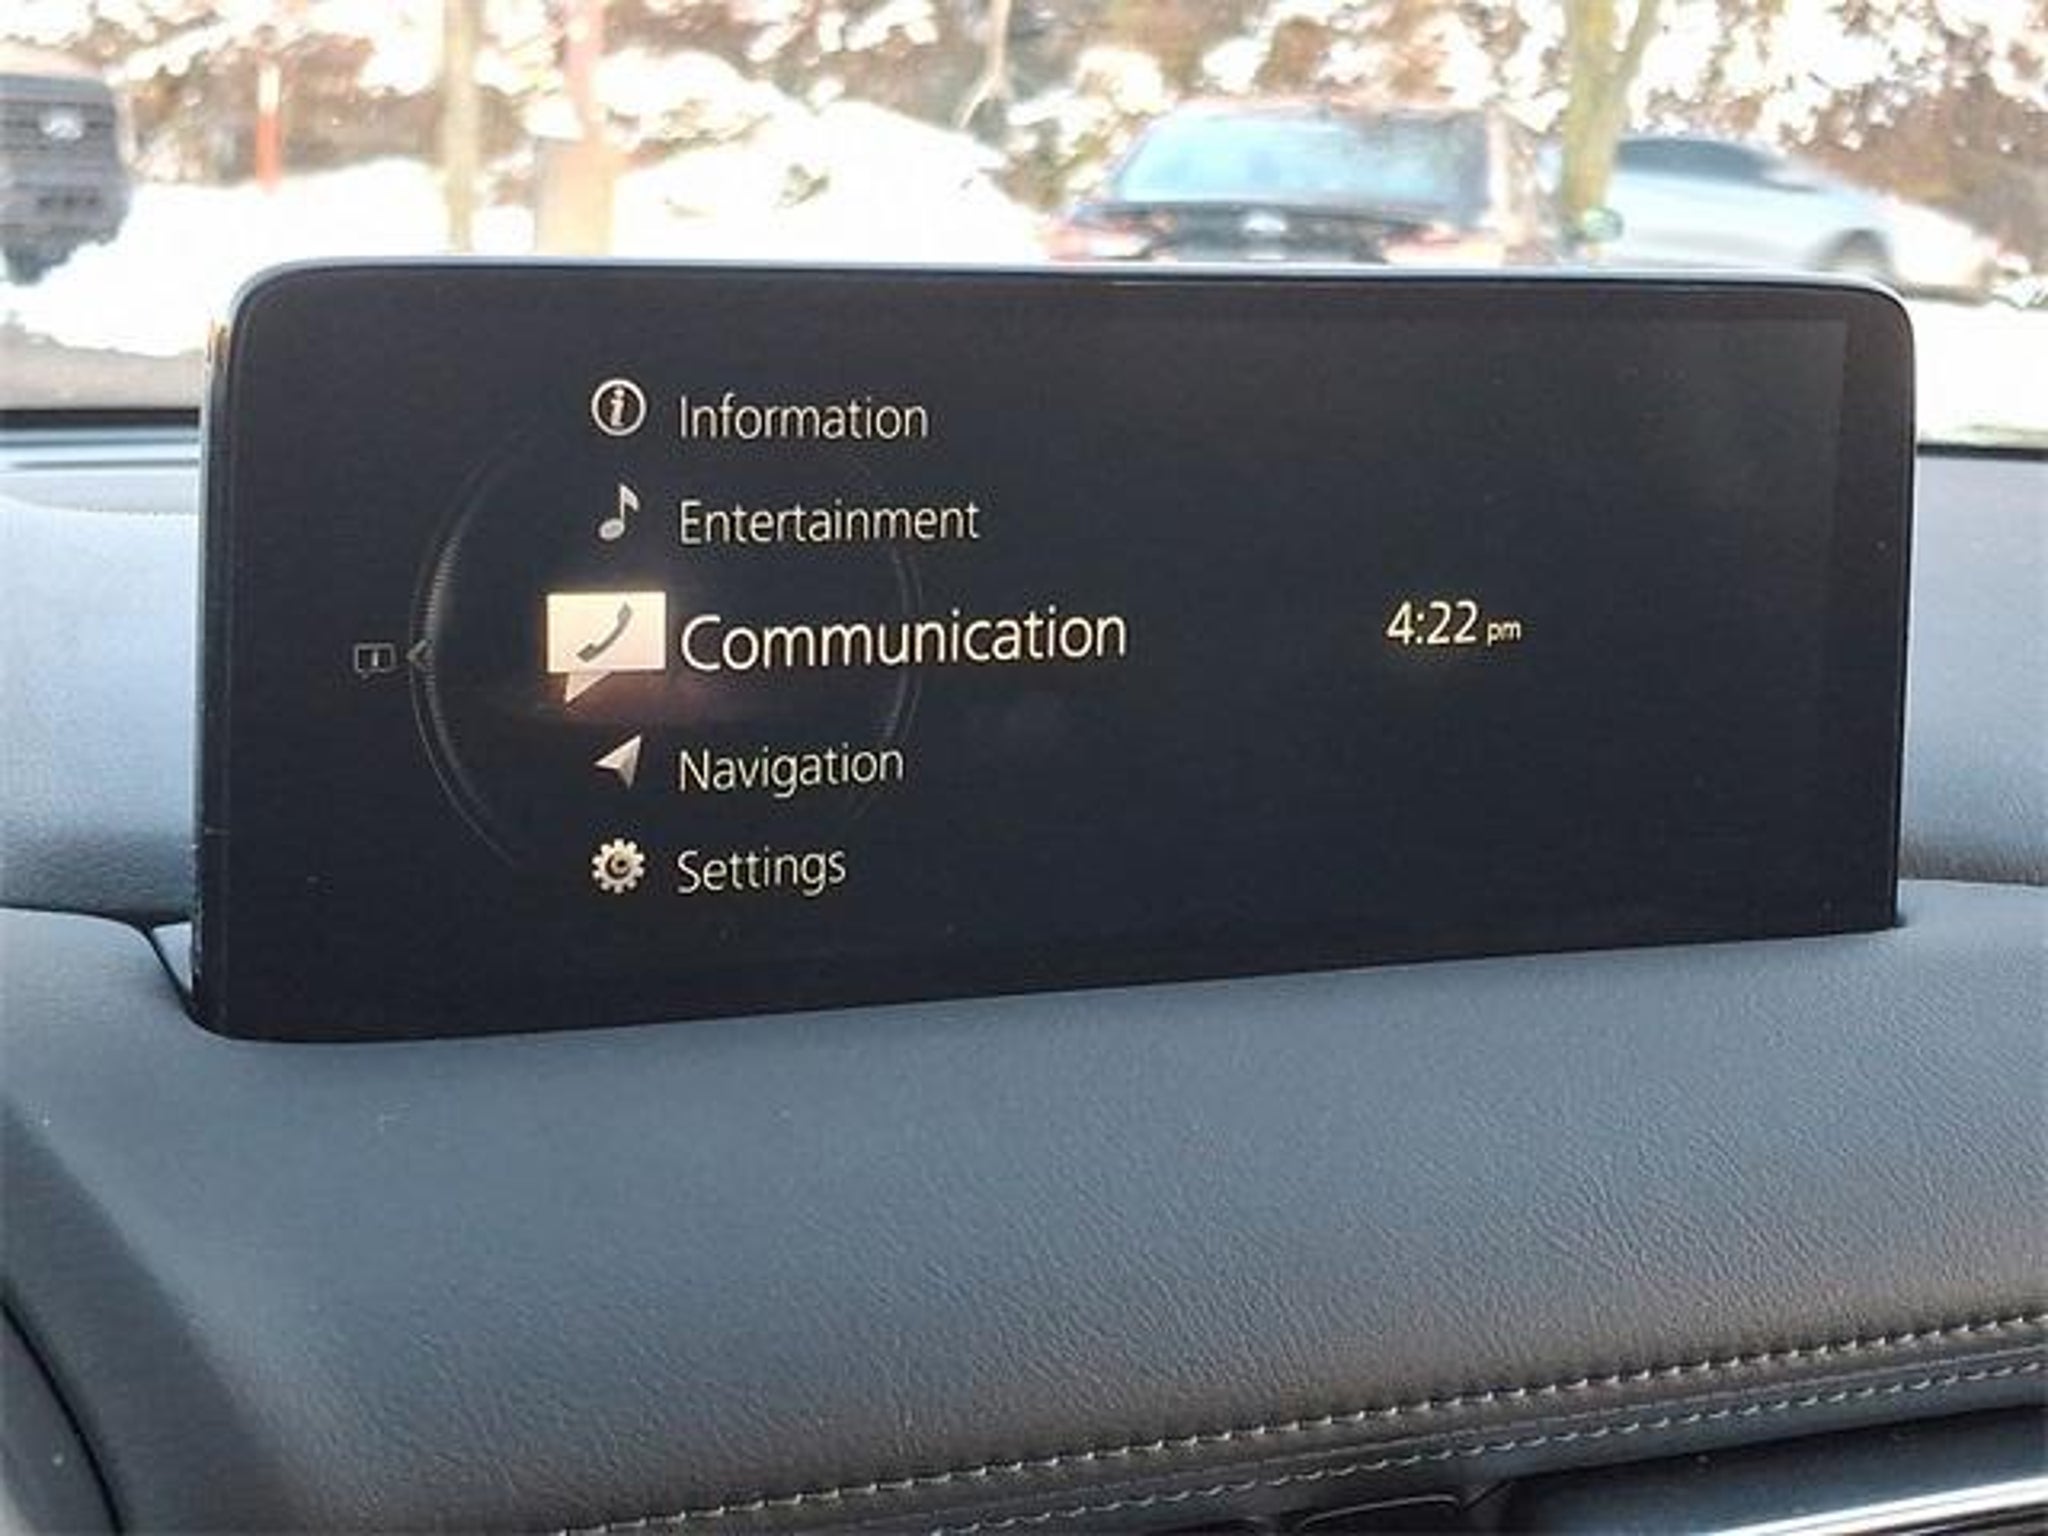 Information
Entertainment
Communication
4:22 pm
Navigation
Settings